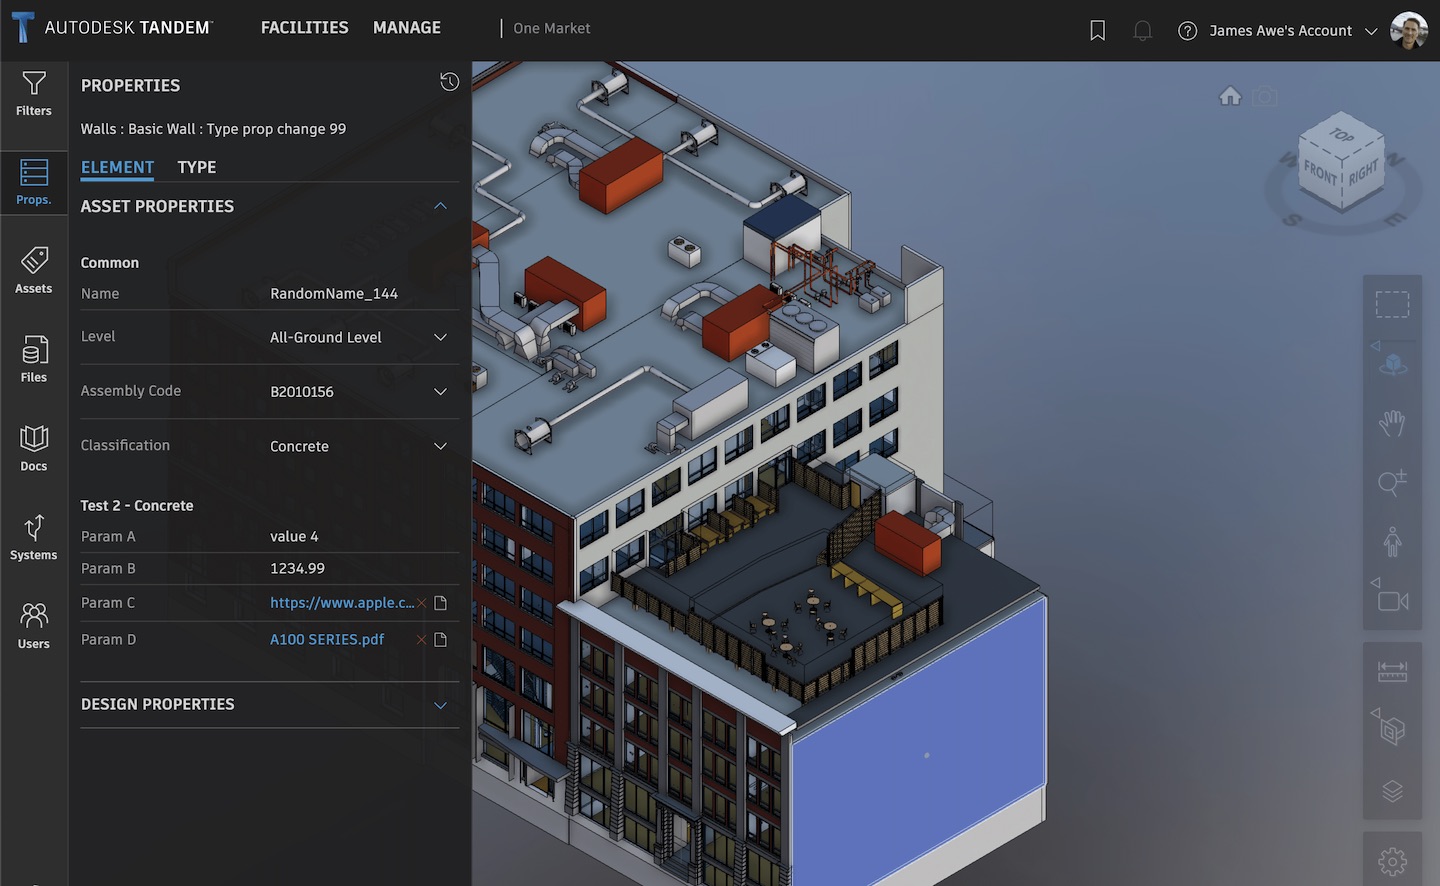 AUTODESK TANDEM™ FACILITIES MANAGE One Market James Awe's Account
Filters
Props.
Assets
Files
Docs
Systems
Users
PROPERTIES
Walls : Basic Wall : Type prop change 99
ELEMENT TYPE
ASSET PROPERTIES
Common
Name RandomName_144
Level All-Ground Level
Assembly Code B2010156
Classification Concrete
Test 2 - Concrete
Param A value 4
Param B 1234.99
Param C https://www.apple.c...
Param D A100 SERIES.pdf
DESIGN PROPERTIES
TOP
FRONT RIGHT
W N
S E